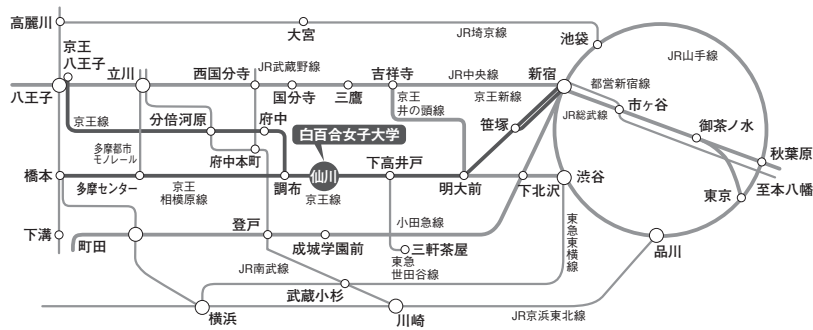 高麗川
大宮
JR埼京線
池袋
JR山手線
京王
八王子
立川
西国分寺
JR武蔵野線
吉祥寺
JR中央線
新宿
都営新宿線
八王子
国分寺
三鷹
京王
井の頭線
京王新線
市ヶ谷
京王線
分倍河原
府中
白百合女子大学
笹塚
JR総武線
御茶ノ水
多摩都市
モノレール
府中本町
下高井戸
秋葉原
橋本
多摩センター
京王
相模原線
調布
仙川
京王線
明大前
下北沢
渋谷
東京
至本八幡
下溝
町田
登戸
成城学園前
小田急線
三軒茶屋
東急
世田谷線
東急東横線
品川
JR南武線
武蔵小杉
横浜
川崎
JR京浜東北線